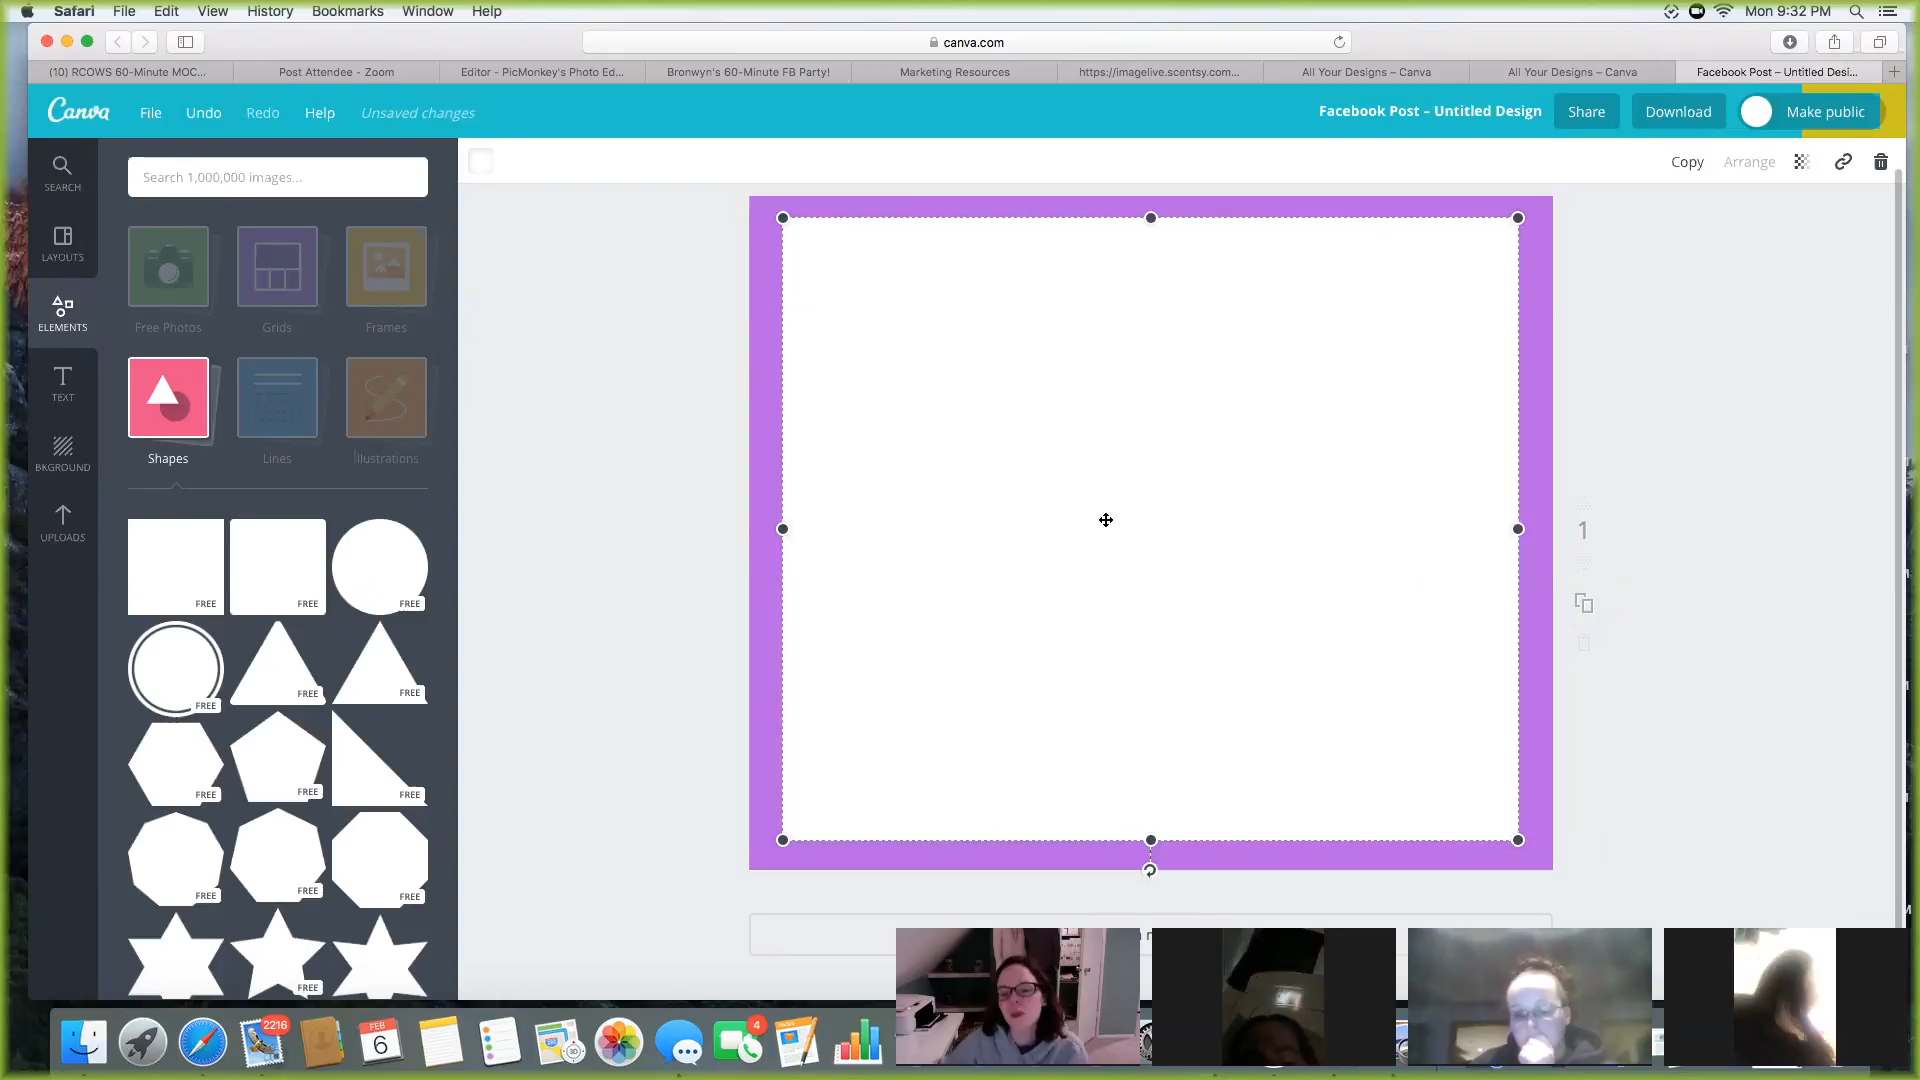 Safari File Edit View History Bookmarks Window Help
Mon 9:32 PM
canva.com
(10) RCOWS 60-Minute MOC...
Post Attendee - Zoom
Editor - PicMonkey's Photo Ed...
Bronwyn's 60-Minute FB Party!
Marketing Resources
https://imagelive.scentsy.com...
All Your Designs – Canva
All Your Designs – Canva
Facebook Post – Untitled Desi...
Canva
File Undo Redo Help Unsaved changes
Facebook Post – Untitled Design
Share
Download
Make public
Copy Arrange
SEARCH
LAYOUTS
ELEMENTS
TEXT
BKGROUND
UPLOADS
Search 1,000,000 images...
Free Photos Grids Frames
Shapes Lines Illustrations
FREE FREE FREE
FREE FREE FREE
FREE FREE FREE
FREE FREE FREE
FREE
1
2216
FEB
6
3D
4
PAGES